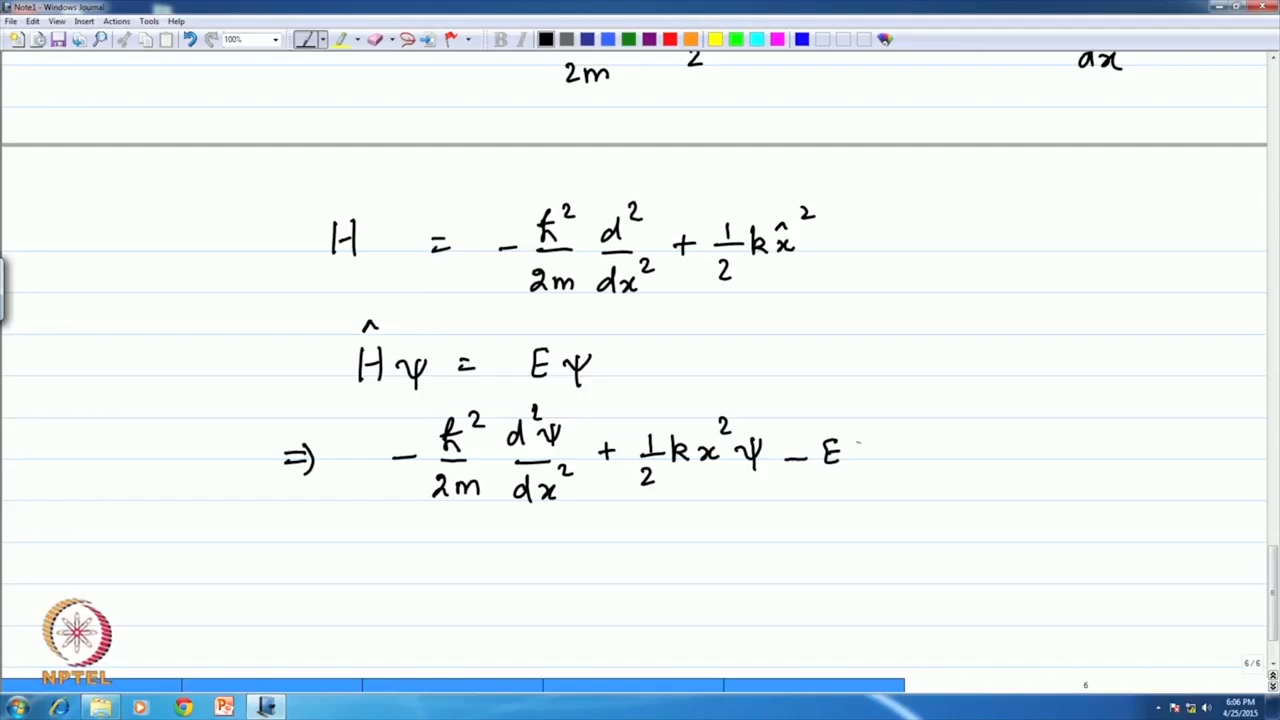 Note1 - Windows Journal
File Edit View Insert Actions Tools Help
100%
2m 2 dx
H = - ℏ²/2m d²/dx² + 1/2 k x̂²
Ĥψ = Eψ
⇒ - ℏ²/2m d²ψ/dx² + 1/2 kx²ψ - E
NPTEL
6/6
6
6:06 PM
4/25/2015